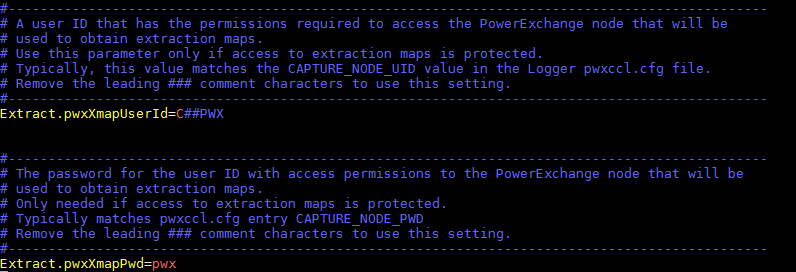 #-----------------------------------------------------------------------------------------------
# A user ID that has the permissions required to access the PowerExchange node that will be
# used to obtain extraction maps.
# Use this parameter only if access to extraction maps is protected.
# Typically, this value matches the CAPTURE_NODE_UID value in the Logger pwxccl.cfg file.
# Remove the leading ### comment characters to use this setting.
#-----------------------------------------------------------------------------------------------
Extract.pwxXmapUserId=C##PWX
#-----------------------------------------------------------------------------------------------
# The password for the user ID with access permissions to the PowerExchange node that will be
# used to obtain extraction maps.
# Only needed if access to extraction maps is protected.
# Typically matches pwxccl.cfg entry CAPTURE_NODE_PWD
# Remove the leading ### comment characters to use this setting.
#-----------------------------------------------------------------------------------------------
Extract.pwxXmapPwd=pwx